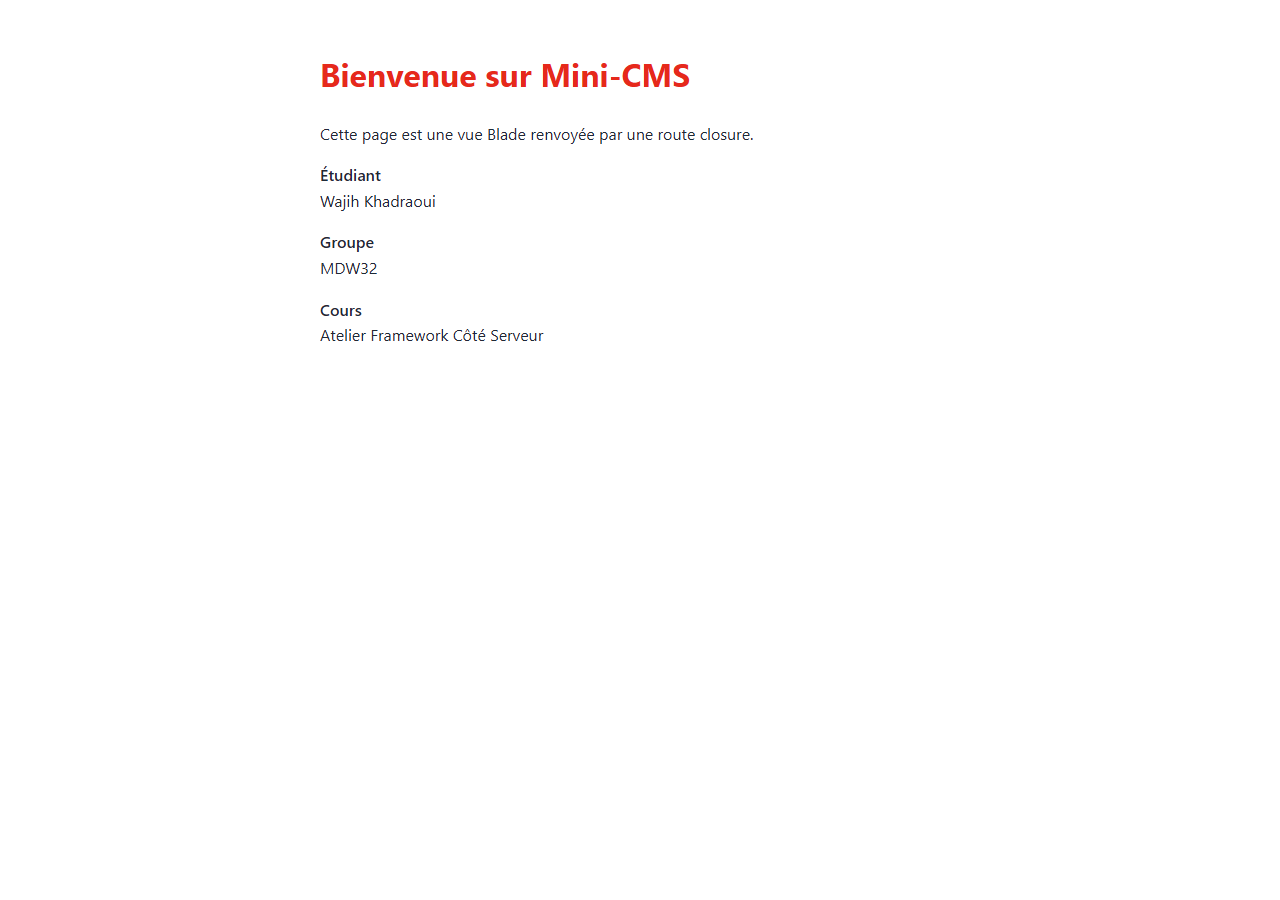 Bienvenue sur Mini-CMS
Cette page est une vue Blade renvoyée par une route closure.
Étudiant
Wajih Khadraoui
Groupe
MDW32
Cours
Atelier Framework Côté Serveur